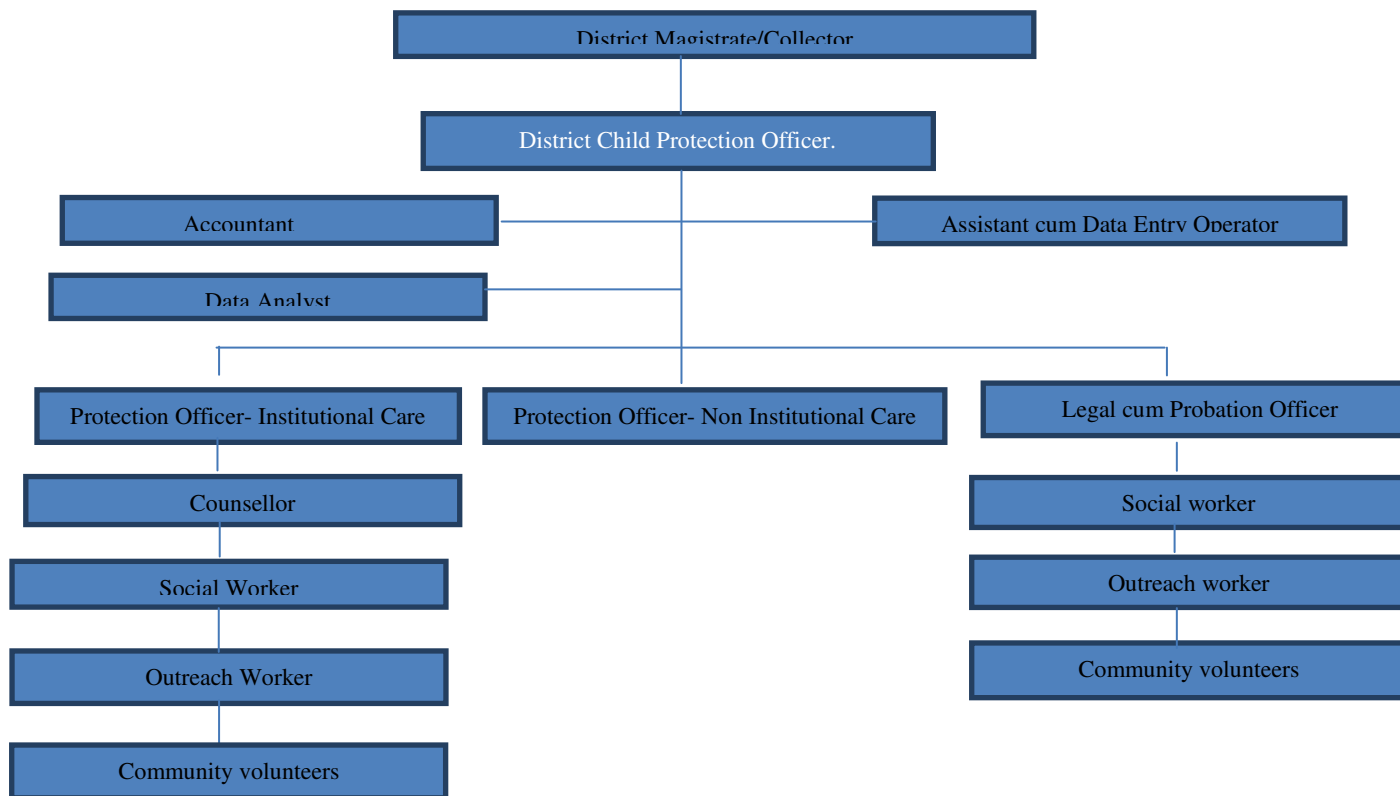 District Magistrate/Collector
District Child Protection Officer.
Accountant
Assistant cum Data Entry Operator
Data Analyst
Protection Officer- Institutional Care
Protection Officer- Non Institutional Care
Legal cum Probation Officer
Counsellor
Social worker
Social Worker
Outreach worker
Outreach Worker
Community volunteers
Community volunteers